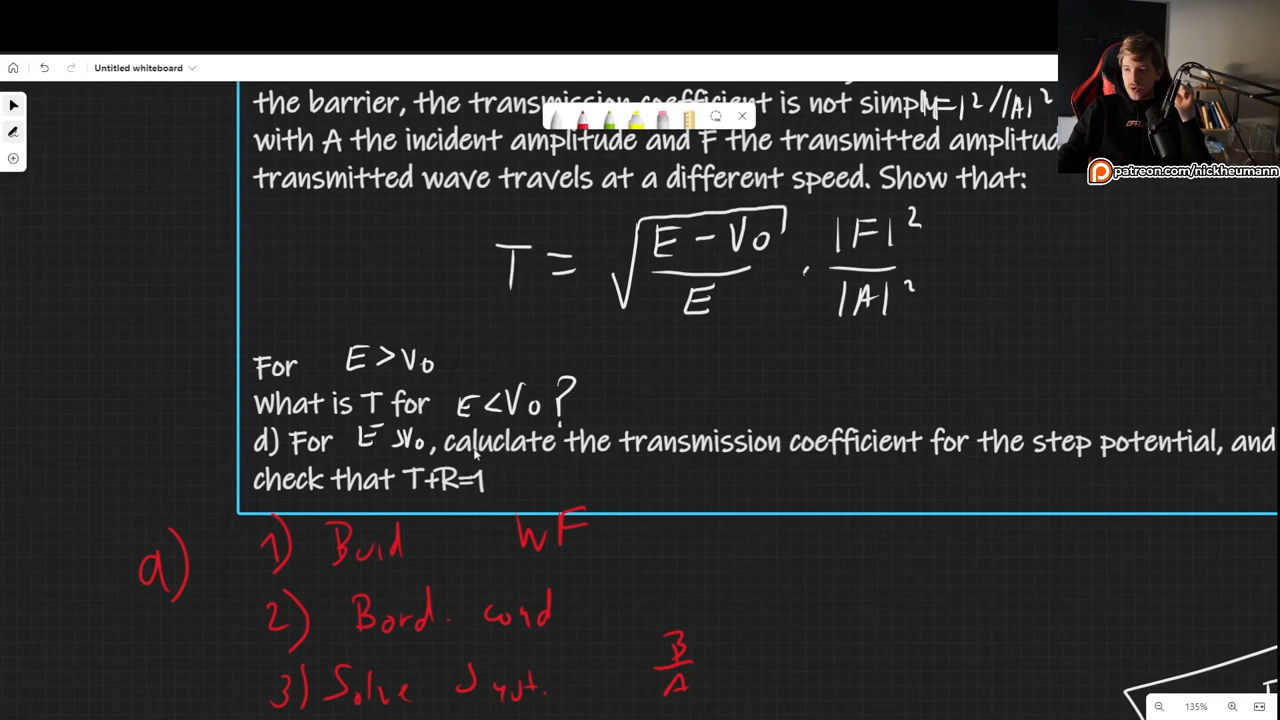 Untitled whiteboard
the barrier, the transmission coefficient is not simply |F|²/|A|²
with A the incident amplitude and F the transmitted amplitud
transmitted wave travels at a different speed. Show that:
T = √(E - V0 / E) · |F|² / |A|²
For E > V0
What is T for E < V0 ?
d) For E > V0, caluclate the transmission coefficient for the step potential, and
check that T+R=1
a) 1) Buid WF
2) Bord. cond
3) Solve Syst. B/A
patreon.com/nickheumann
135%